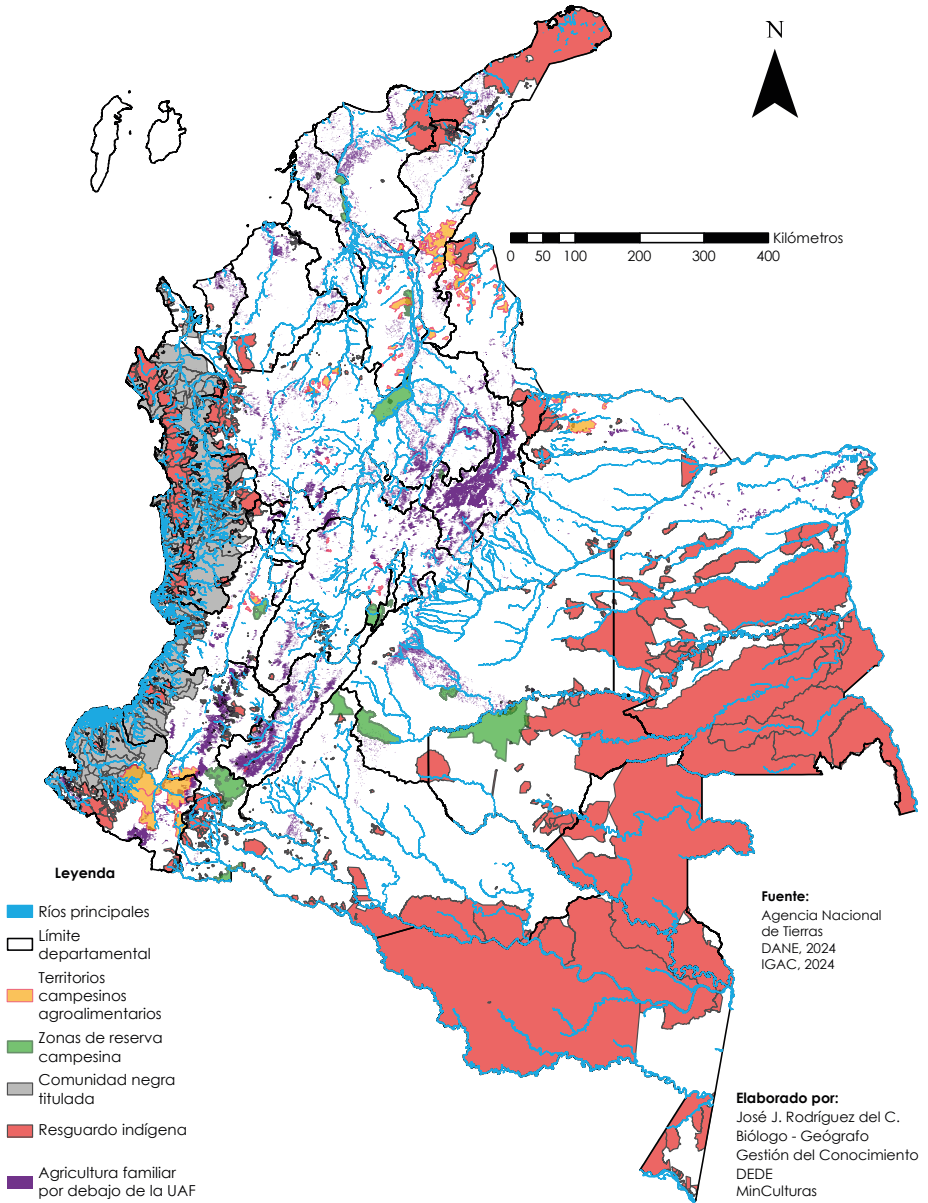 N
Kilómetros
0 50 100 200 300 400
Leyenda
Ríos principales
Límite
departamental
Territorios
campesinos
agroalimentarios
Zonas de reserva
campesina
Comunidad negra
titulada
Resguardo indígena
Agricultura familiar
por debajo de la UAF
Fuente:
Agencia Nacional
de Tierras
DANE, 2024
IGAC, 2024
Elaborado por:
José J. Rodríguez del C.
Biólogo - Geógrafo
Gestión del Conocimiento
DEDE
MinCulturas